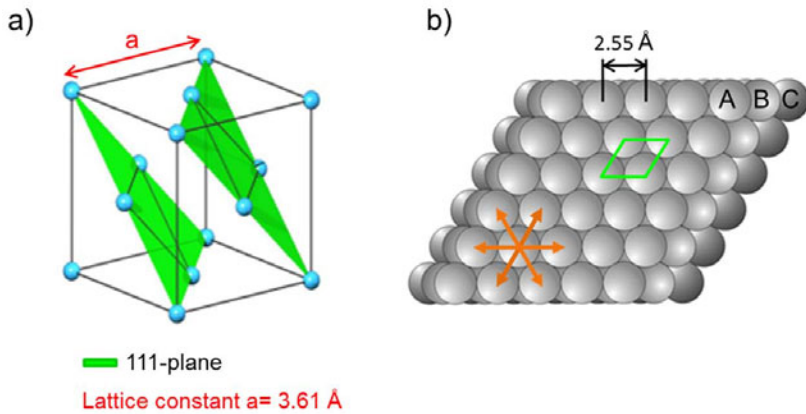 a)
a
111-plane
Lattice constant a= 3.61 Å
b)
2.55 Å
A B C